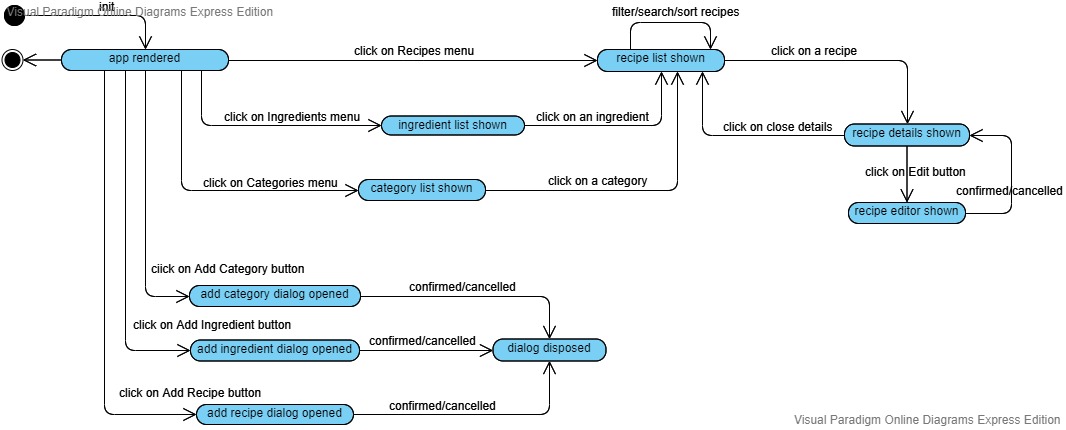 Visual Paradigm Online Diagrams Express Edition
init
filter/search/sort recipes
app rendered
click on Recipes menu
recipe list shown
click on a recipe
click on Ingredients menu
ingredient list shown
click on an ingredient
click on close details
recipe details shown
click on Edit button
click on Categories menu
category list shown
click on a category
confirmed/cancelled
recipe editor shown
click on Add Category button
add category dialog opened
confirmed/cancelled
click on Add Ingredient button
add ingredient dialog opened
confirmed/cancelled
dialog disposed
click on Add Recipe button
add recipe dialog opened
confirmed/cancelled
Visual Paradigm Online Diagrams Express Edition